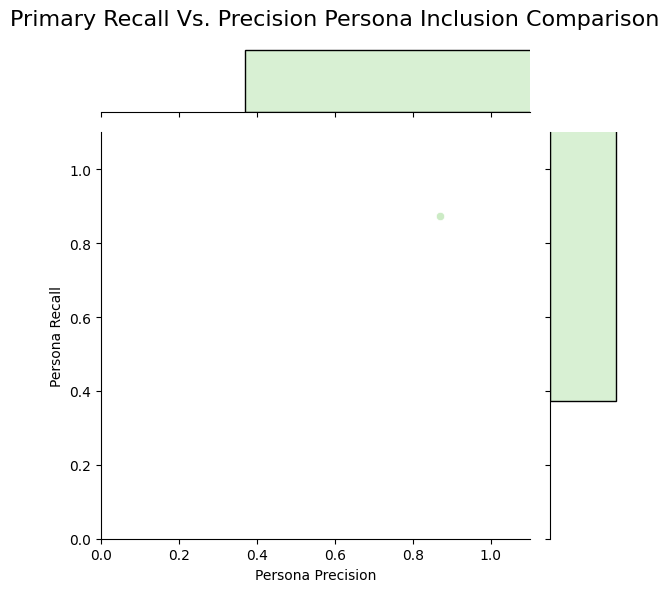 Primary Recall Vs. Precision Persona Inclusion Comparison
1.0
0.8
0.6
0.4
0.2
0.0
Persona Recall
0.0 0.2 0.4 0.6 0.8 1.0
Persona Precision